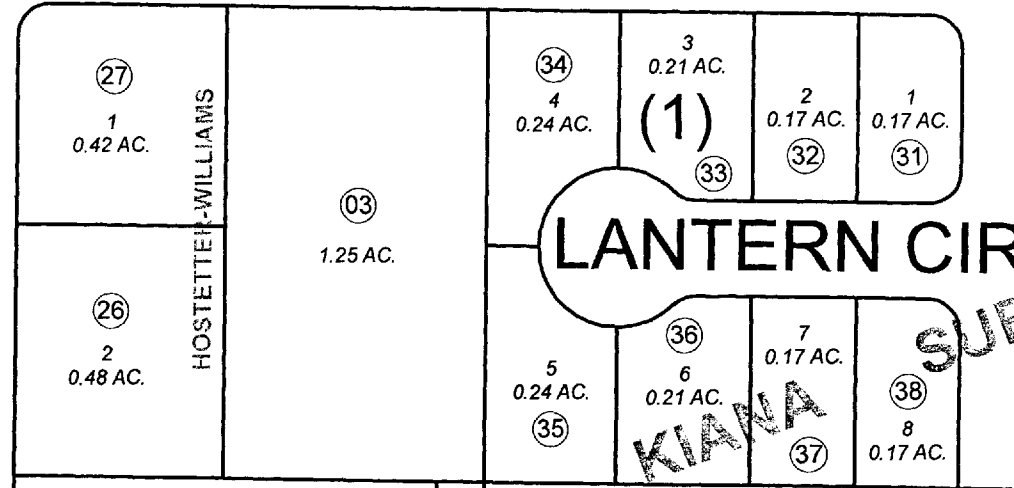 27
1
0.42 AC.
HOSTETTER-WILLIAMS
26
2
0.48 AC.
03
1.25 AC.
34
4
0.24 AC.
3
0.21 AC.
(1)
33
2
0.17 AC.
32
1
0.17 AC.
31
LANTERN CIR
5
0.24 AC.
35
36
6
0.21 AC.
7
0.17 AC.
37
38
8
0.17 AC.
KIANA SUB